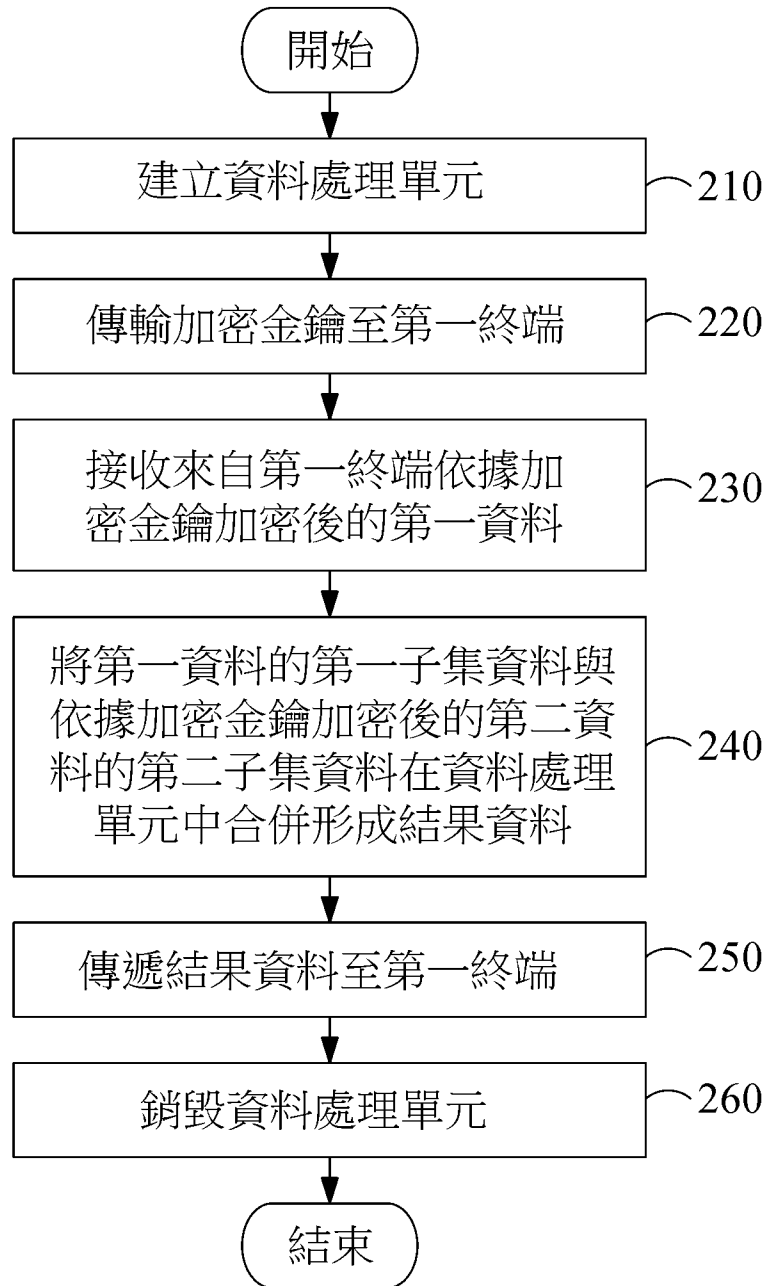 開始
建立資料處理單元
210
傳輸加密金鑰至第一終端
220
接收來自第一終端依據加
密金鑰加密後的第一資料
230
將第一資料的第一子集資料與
依據加密金鑰加密後的第二資
料的第二子集資料在資料處理
單元中合併形成結果資料
240
傳遞結果資料至第一終端
250
銷毀資料處理單元
260
結束